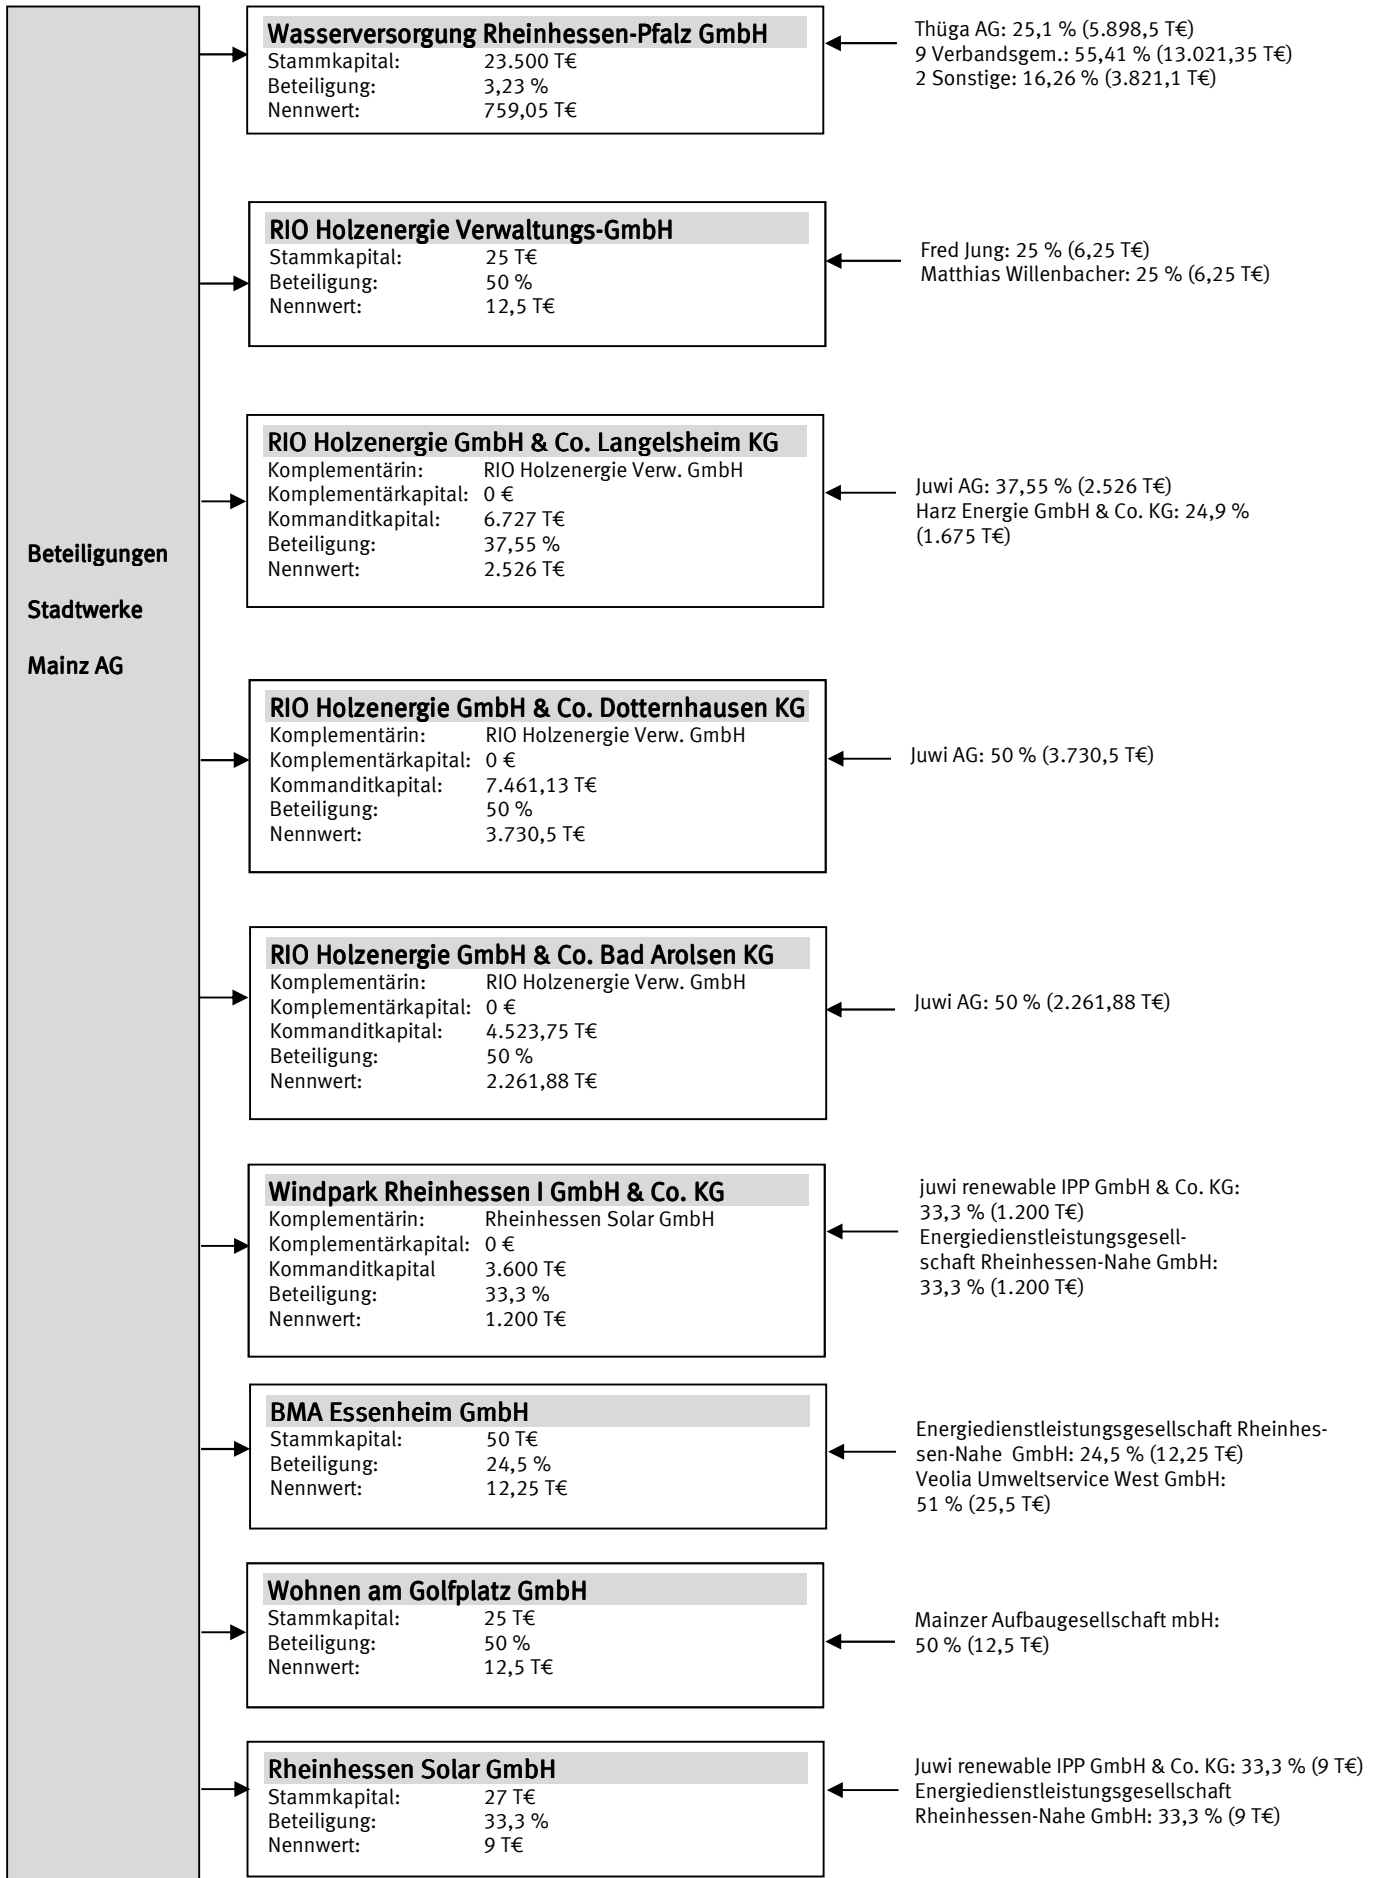 Beteiligungen
Stadtwerke
Mainz AG
Wasserversorgung Rheinhessen-Pfalz GmbH
Stammkapital: 23.500 T€
Beteiligung: 3,23 %
Nennwert: 759,05 T€
Thüga AG: 25,1 % (5.898,5 T€)
9 Verbandsgem.: 55,41 % (13.021,35 T€)
2 Sonstige: 16,26 % (3.821,1 T€)
RIO Holzenergie Verwaltungs-GmbH
Stammkapital: 25 T€
Beteiligung: 50 %
Nennwert: 12,5 T€
Fred Jung: 25 % (6,25 T€)
Matthias Willenbacher: 25 % (6,25 T€)
RIO Holzenergie GmbH & Co. Langelsheim KG
Komplementärin: RIO Holzenergie Verw. GmbH
Komplementärkapital: 0 €
Kommanditkapital: 6.727 T€
Beteiligung: 37,55 %
Nennwert: 2.526 T€
Juwi AG: 37,55 % (2.526 T€)
Harz Energie GmbH & Co. KG: 24,9 %
(1.675 T€)
RIO Holzenergie GmbH & Co. Dotternhausen KG
Komplementärin: RIO Holzenergie Verw. GmbH
Komplementärkapital: 0 €
Kommanditkapital: 7.461,13 T€
Beteiligung: 50 %
Nennwert: 3.730,5 T€
Juwi AG: 50 % (3.730,5 T€)
RIO Holzenergie GmbH & Co. Bad Arolsen KG
Komplementärin: RIO Holzenergie Verw. GmbH
Komplementärkapital: 0 €
Kommanditkapital: 4.523,75 T€
Beteiligung: 50 %
Nennwert: 2.261,88 T€
Juwi AG: 50 % (2.261,88 T€)
Windpark Rheinhessen I GmbH & Co. KG
Komplementärin: Rheinhessen Solar GmbH
Komplementärkapital: 0 €
Kommanditkapital 3.600 T€
Beteiligung: 33,3 %
Nennwert: 1.200 T€
juwi renewable IPP GmbH & Co. KG:
33,3 % (1.200 T€)
Energiedienstleistungsgesell-
schaft Rheinhessen-Nahe GmbH:
33,3 % (1.200 T€)
BMA Essenheim GmbH
Stammkapital: 50 T€
Beteiligung: 24,5 %
Nennwert: 12,25 T€
Energiedienstleistungsgesellschaft Rheinhes-
sen-Nahe GmbH: 24,5 % (12,25 T€)
Veolia Umweltservice West GmbH:
51 % (25,5 T€)
Wohnen am Golfplatz GmbH
Stammkapital: 25 T€
Beteiligung: 50 %
Nennwert: 12,5 T€
Mainzer Aufbaugesellschaft mbH:
50 % (12,5 T€)
Rheinhessen Solar GmbH
Stammkapital: 27 T€
Beteiligung: 33,3 %
Nennwert: 9 T€
Juwi renewable IPP GmbH & Co. KG: 33,3 % (9 T€)
Energiedienstleistungsgesellschaft
Rheinhessen-Nahe GmbH: 33,3 % (9 T€)